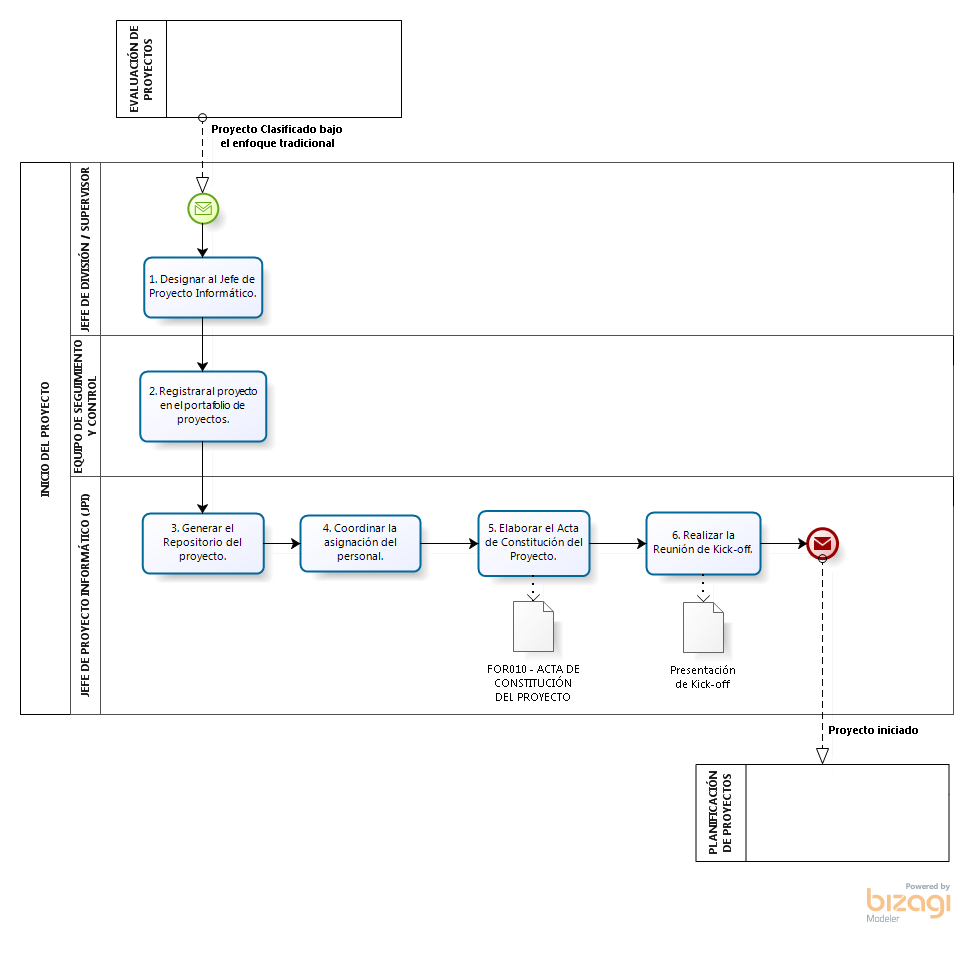 EVALUACIÓN DE
PROYECTOS
Proyecto Clasificado bajo
el enfoque tradicional
INICIO DEL PROYECTO
JEFE DE DIVISIÓN / SUPERVISOR
1. Designar al Jefe de
Proyecto Informático.
EQUIPO DE SEGUIMIENTO
Y CONTROL
2. Registrar al proyecto
en el portafolio de
proyectos.
JEFE DE PROYECTO INFORMÁTICO (JPI)
3. Generar el
Repositorio del
proyecto.
4. Coordinar la
asignación del
personal.
5. Elaborar el Acta
de Constitución del
Proyecto.
6. Realizar la
Reunión de Kick-off.
FOR010 - ACTA DE
CONSTITUCIÓN
DEL PROYECTO
Presentación
de Kick-off
Proyecto iniciado
PLANIFICACIÓN
DE PROYECTOS
Powered by
bizagi
Modeler